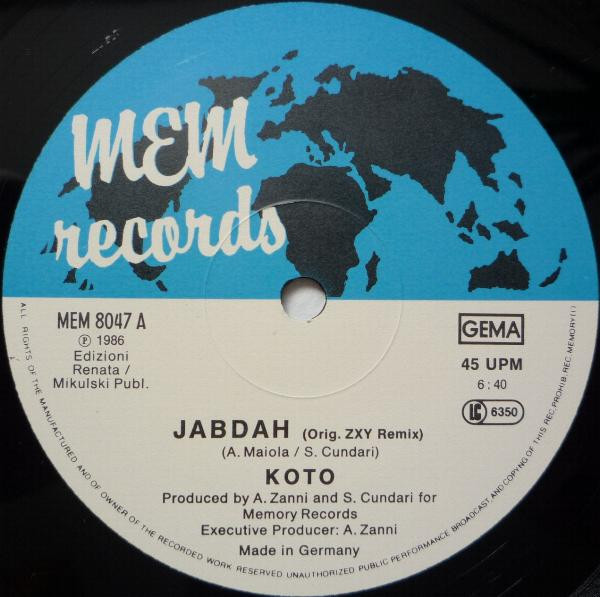 MEM
records
MEM 8047 A
Ⓟ 1986
Edizioni
Renata /
Mikulski Publ.
GEMA
45 UPM
6:40
LC 6350
JABDAH (Orig. ZXY Remix)
(A. Maiola / S. Cundari)
KOTO
Produced by A. Zanni and S. Cundari for
Memory Records
Executive Producer: A. Zanni
Made in Germany
ALL RIGHTS OF THE MANUFACTURED AND OF OWNER OF THE RECORDED WORK RESERVED UNAUTHORIZED PUBLIC PERFORMANCE BROADCAST AND COPYNG OF THIS REC. PROHIB. REC. MEMORY